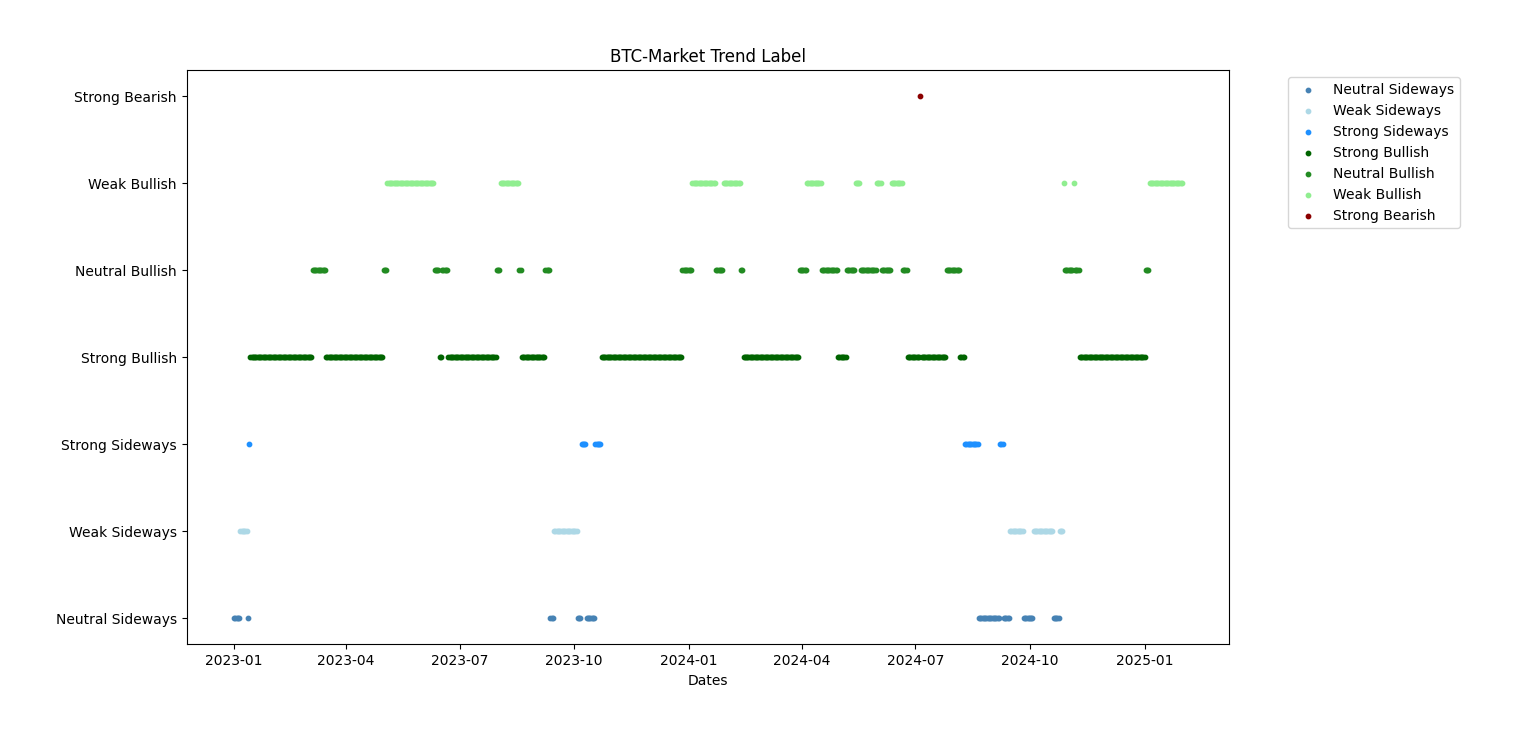 BTC-Market Trend Label
Strong Bearish
Weak Bullish
Neutral Bullish
Strong Bullish
Strong Sideways
Weak Sideways
Neutral Sideways
2023-01
2023-04
2023-07
2023-10
2024-01
2024-04
2024-07
2024-10
2025-01
Dates
Neutral Sideways
Weak Sideways
Strong Sideways
Strong Bullish
Neutral Bullish
Weak Bullish
Strong Bearish